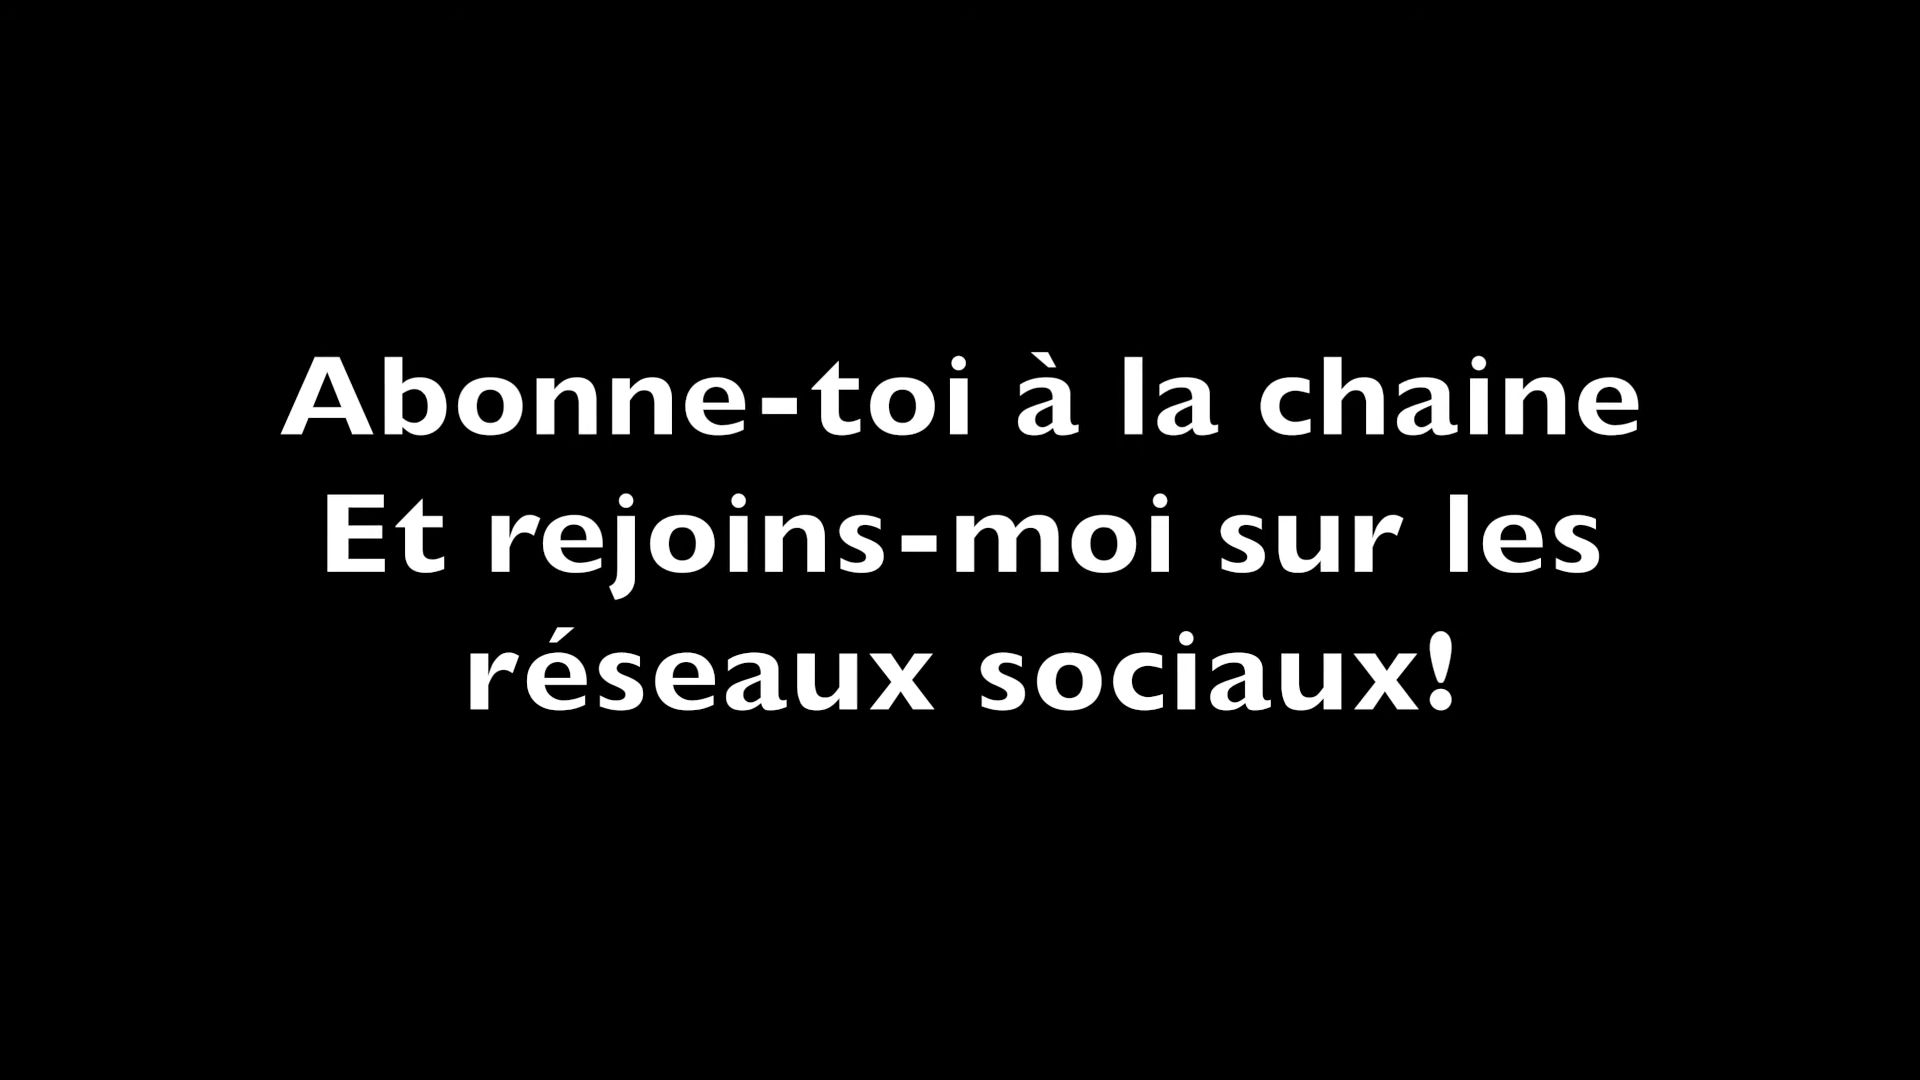 Abonne-toi à la chaine
Et rejoins-moi sur les
réseaux sociaux!